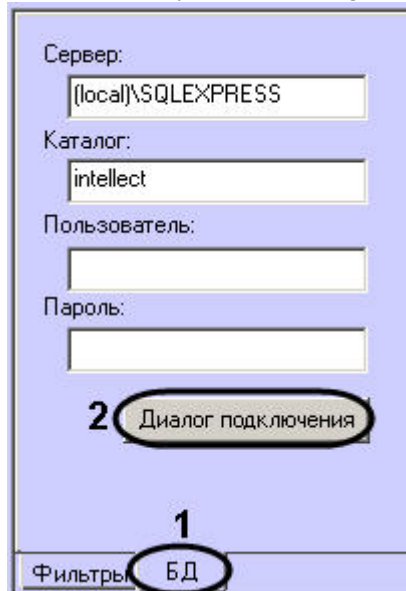 Сервер:
(local)\SQLEXPRESS
Каталог:
intellect
Пользователь:
Пароль:
2 Диалог подключения
1
Фильтры БД